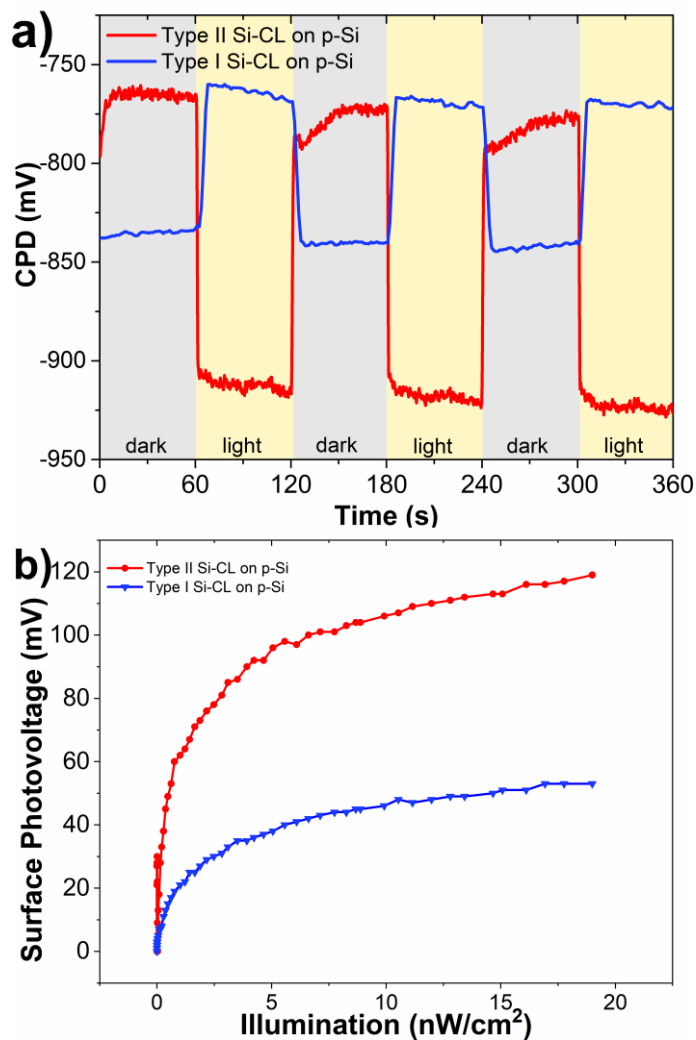 a)
Type II Si-CL on p-Si
Type I Si-CL on p-Si
CPD (mV)
-750
-800
-850
-900
-950
dark light dark light dark light
0 60 120 180 240 300 360
Time (s)
b)
Type II Si-CL on p-Si
Type I Si-CL on p-Si
Surface Photovoltage (mV)
120
100
80
60
40
20
0
0 5 10 15 20
Illumination (nW/cm²)